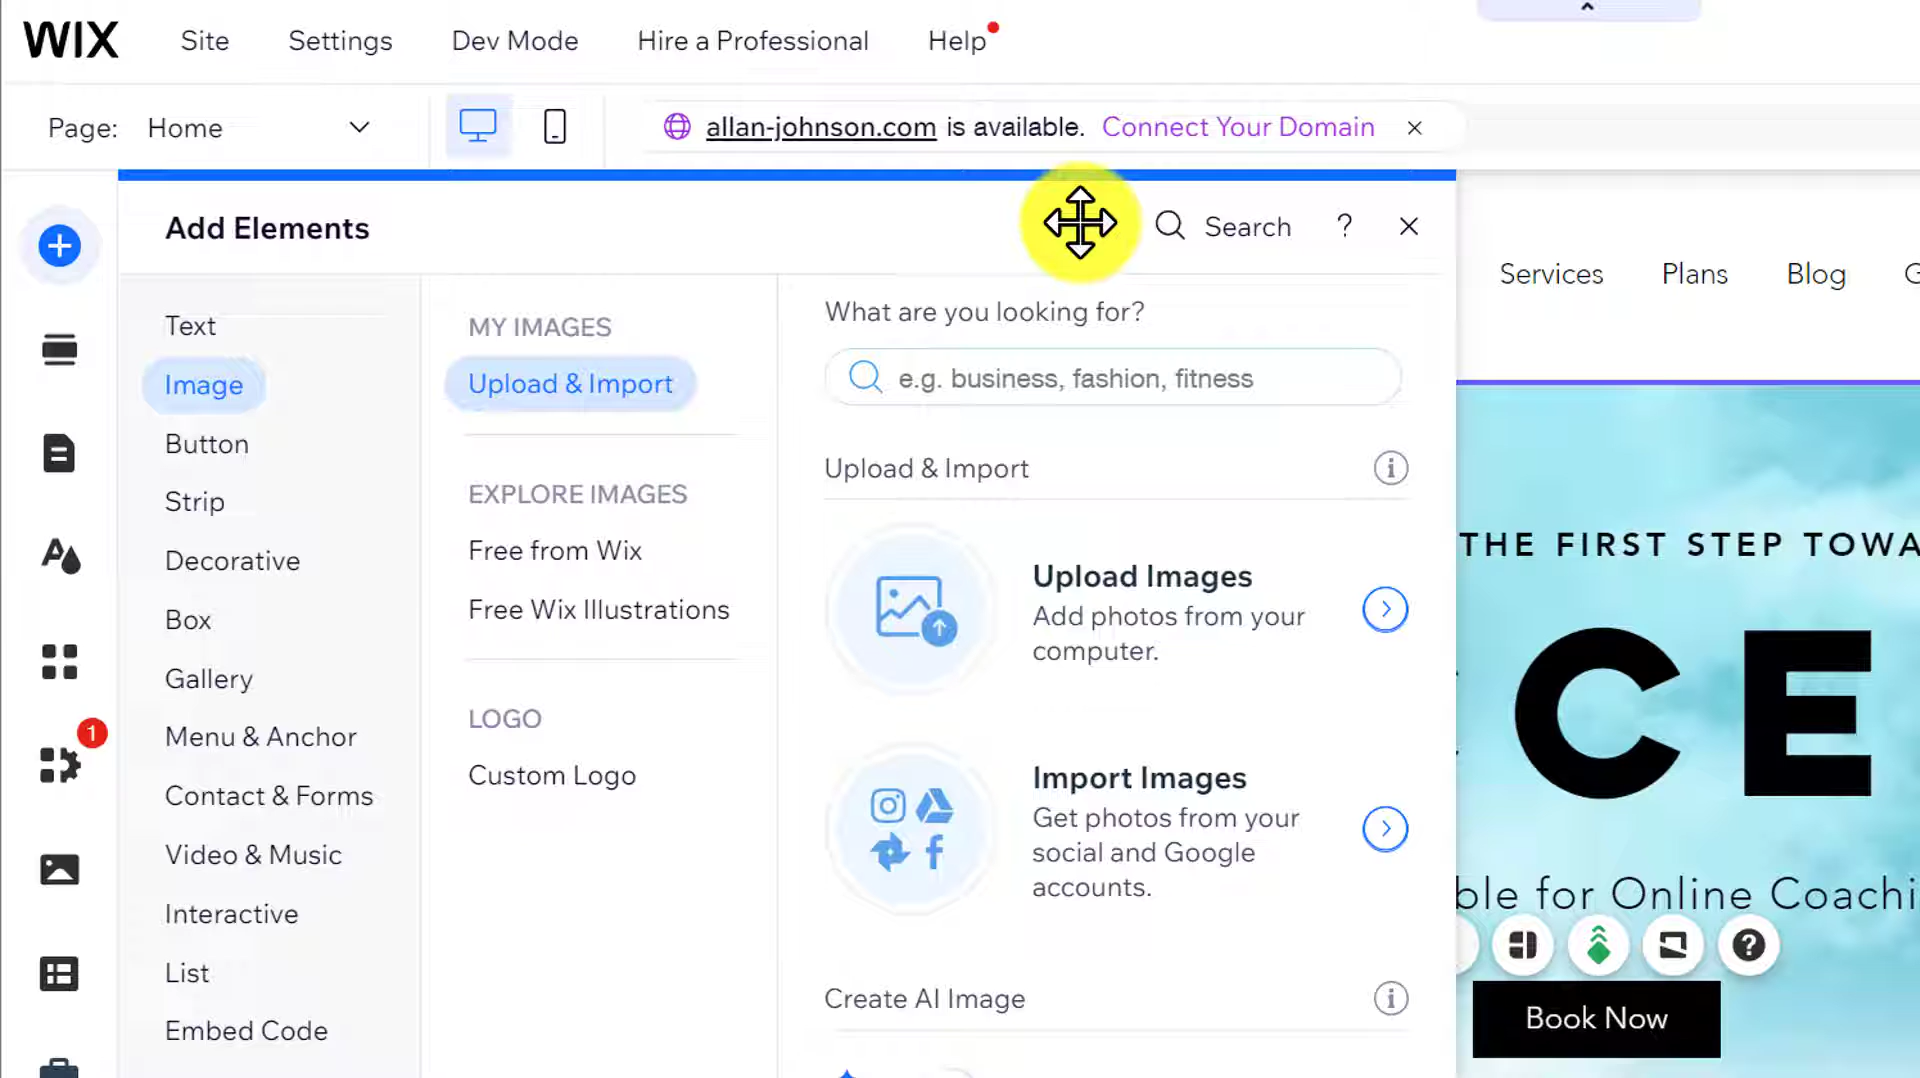 WIX Site Settings Dev Mode Hire a Professional Help
Page: Home
allan-johnson.com is available. Connect Your Domain
Add Elements
Search ?
Text
Image
Button
Strip
Decorative
Box
Gallery
Menu & Anchor
1
Contact & Forms
Video & Music
Interactive
List
Embed Code
MY IMAGES
Upload & Import
EXPLORE IMAGES
Free from Wix
Free Wix Illustrations
LOGO
Custom Logo
What are you looking for?
e.g. business, fashion, fitness
Upload & Import
Upload Images
Add photos from your
computer.
Import Images
Get photos from your
social and Google
accounts.
Create AI Image
Services Plans Blog
THE FIRST STEP
CE
for Online
Book Now